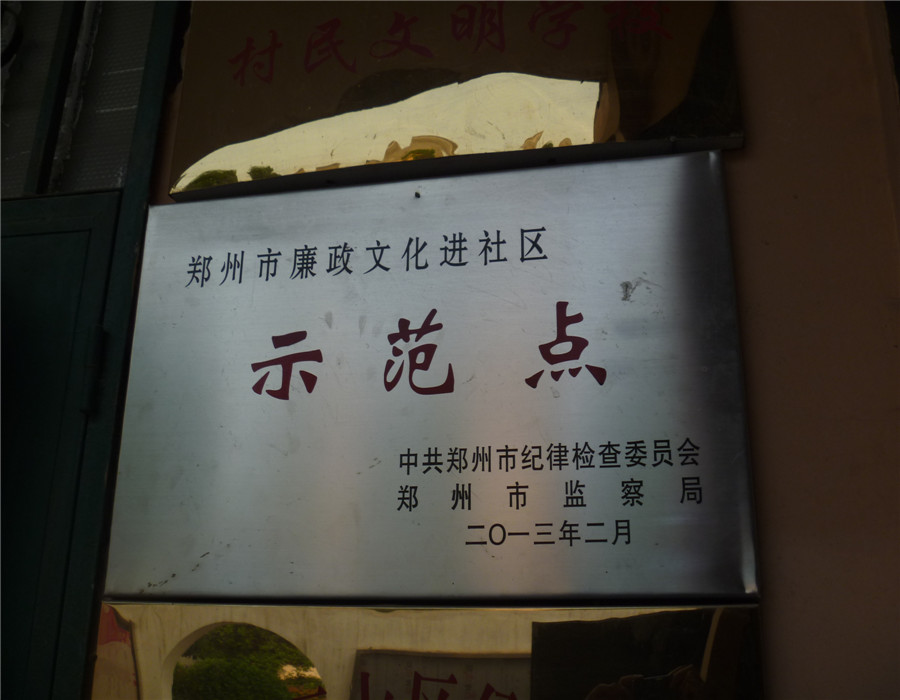 村民文明学校
郑州市廉政文化进社区
示范点
中共郑州市纪律检查委员会
郑州市监察局
二〇一三年二月